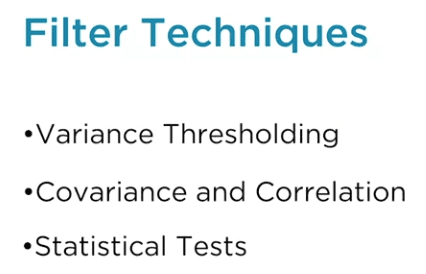 Filter Techniques
•Variance Thresholding
•Covariance and Correlation
•Statistical Tests